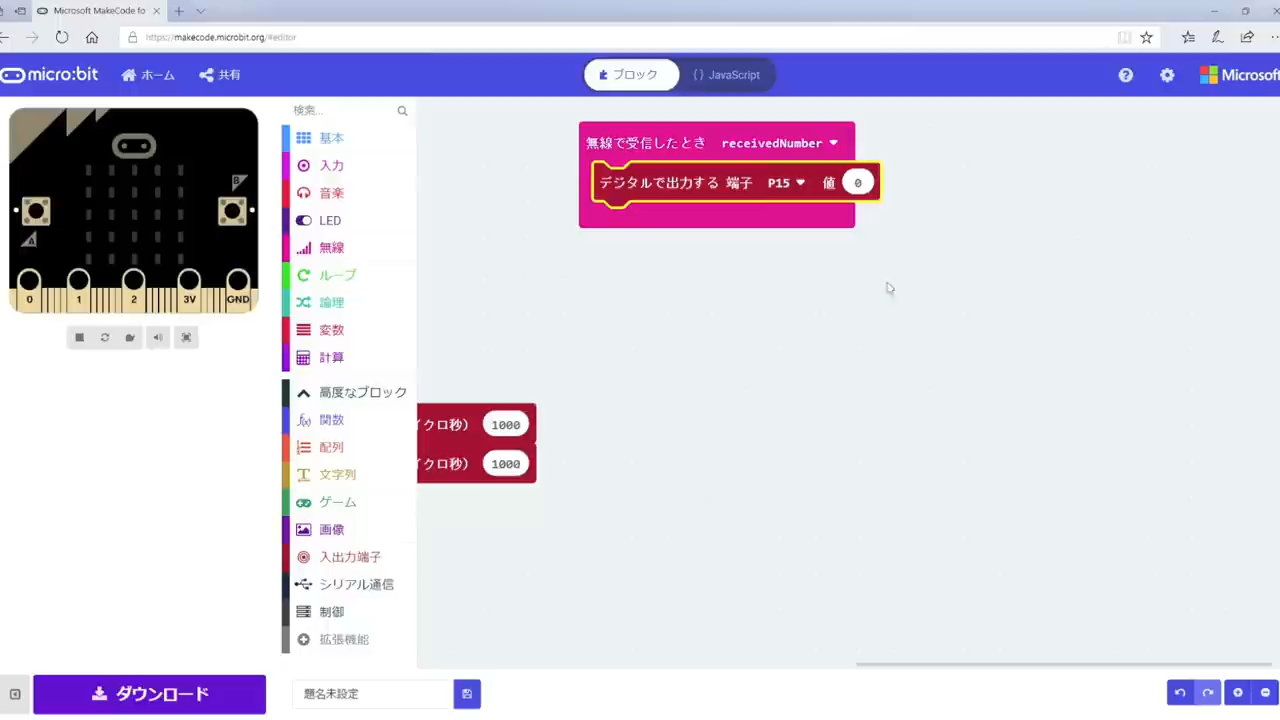 Microsoft MakeCode fo
https://makecode.microbit.org/#editor
micro:bit
ホーム
共有
ブロック
{ } JavaScript
Microsoft
検索...
基本
入力
音楽
LED
無線
ループ
論理
変数
計算
高度なブロック
関数
配列
文字列
ゲーム
画像
入出力端子
シリアル通信
制御
拡張機能
A
B
0
1
2
3V
GND
無線で受信したとき receivedNumber
デジタルで出力する 端子 P15 値 0
イクロ秒） 1000
イクロ秒） 1000
ダウンロード
題名未設定